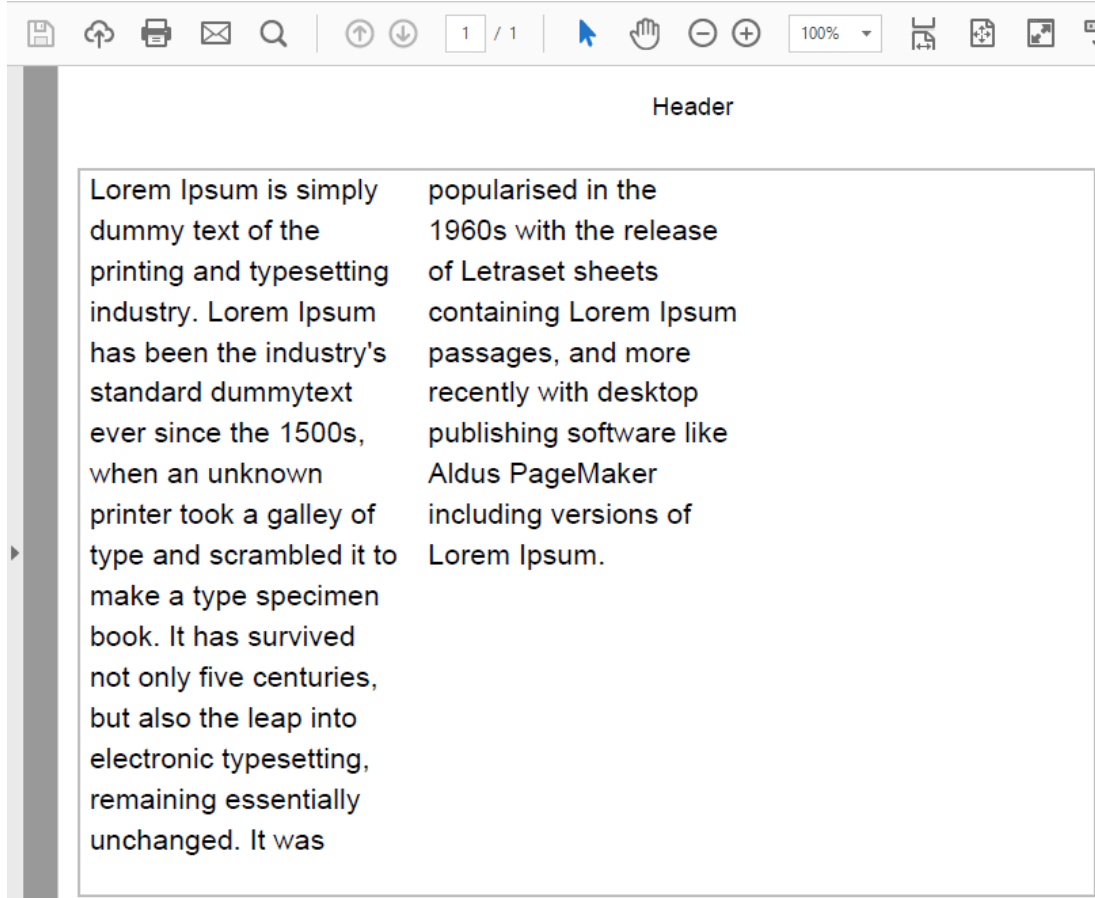 1 / 1
100%
Header
Lorem Ipsum is simply
dummy text of the
printing and typesetting
industry. Lorem Ipsum
has been the industry's
standard dummytext
ever since the 1500s,
when an unknown
printer took a galley of
type and scrambled it to
make a type specimen
book. It has survived
not only five centuries,
but also the leap into
electronic typesetting,
remaining essentially
unchanged. It was
popularised in the
1960s with the release
of Letraset sheets
containing Lorem Ipsum
passages, and more
recently with desktop
publishing software like
Aldus PageMaker
including versions of
Lorem Ipsum.